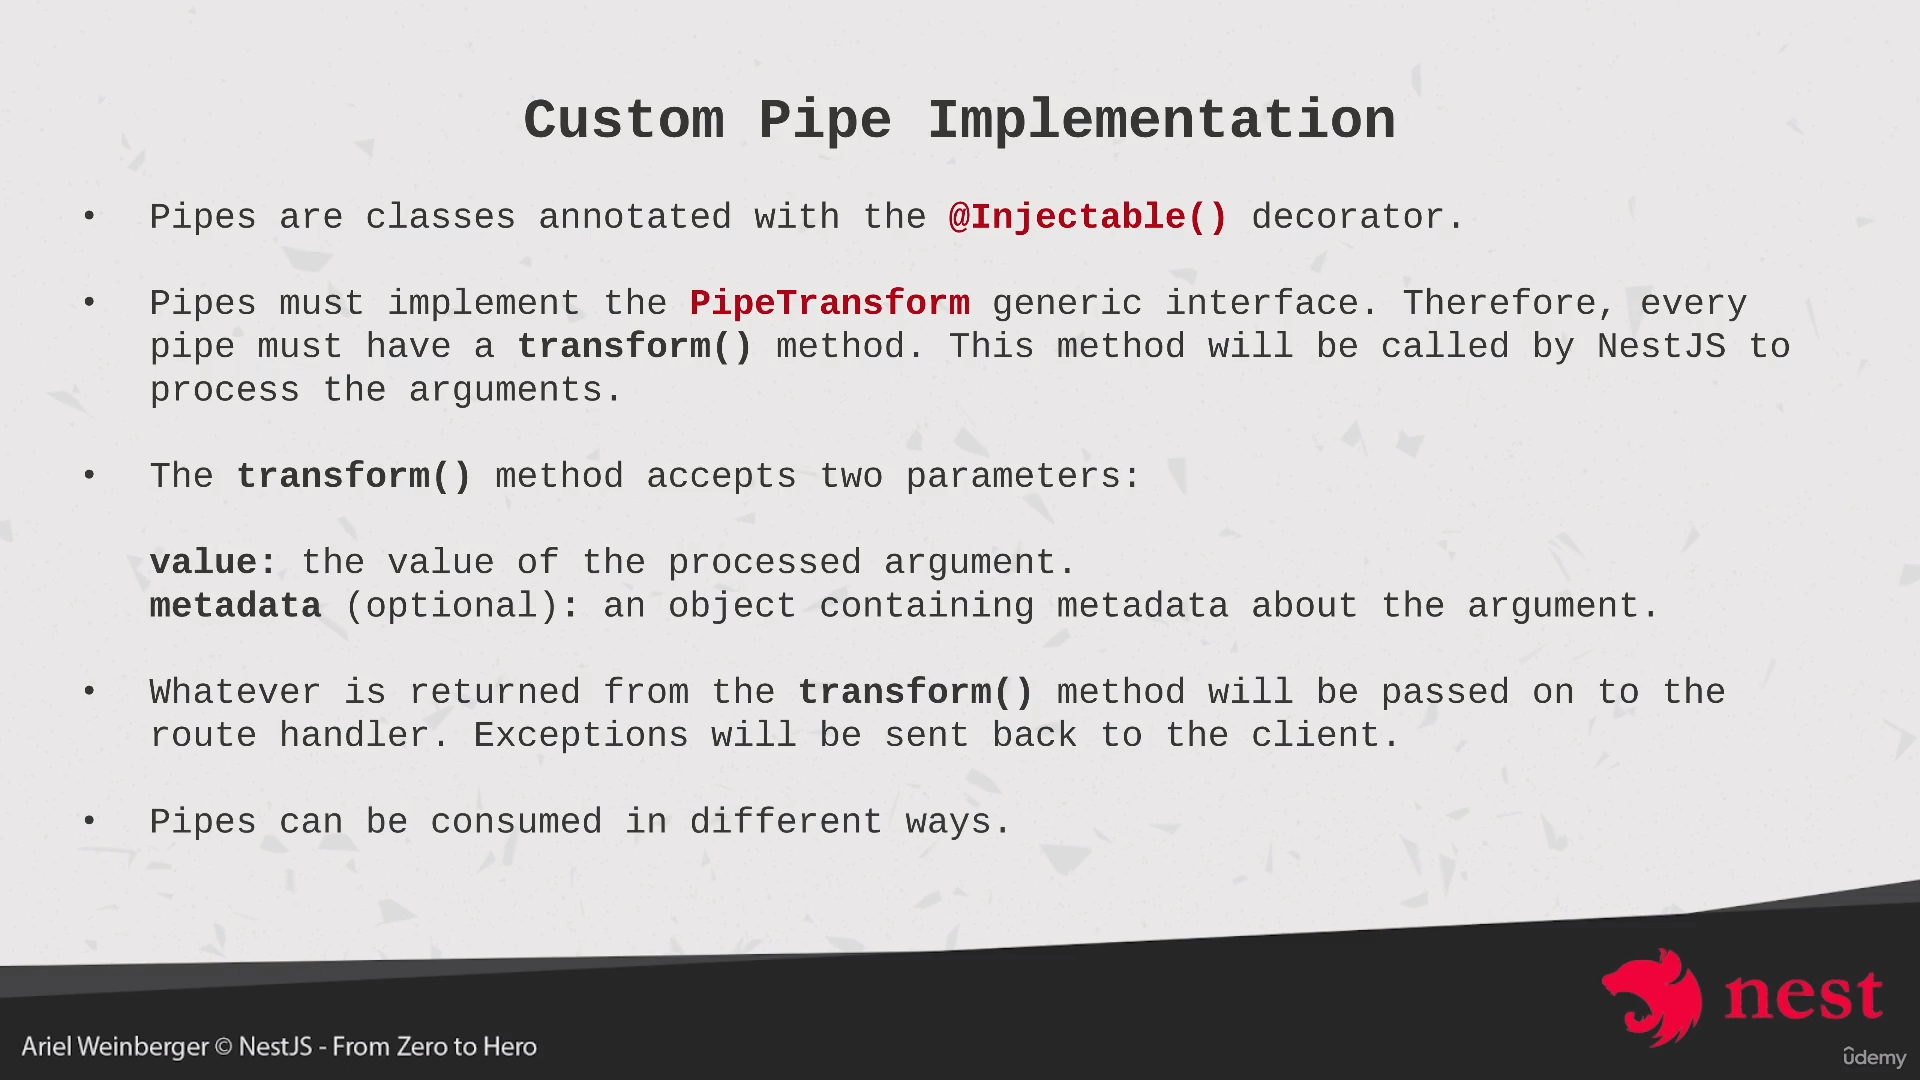 Custom Pipe Implementation
• Pipes are classes annotated with the @Injectable() decorator.
• Pipes must implement the PipeTransform generic interface. Therefore, every
pipe must have a transform() method. This method will be called by NestJS to
process the arguments.
• The transform() method accepts two parameters:
value: the value of the processed argument.
metadata (optional): an object containing metadata about the argument.
• Whatever is returned from the transform() method will be passed on to the
route handler. Exceptions will be sent back to the client.
• Pipes can be consumed in different ways.
nest
Ariel Weinberger © NestJS - From Zero to Hero
ûdemy